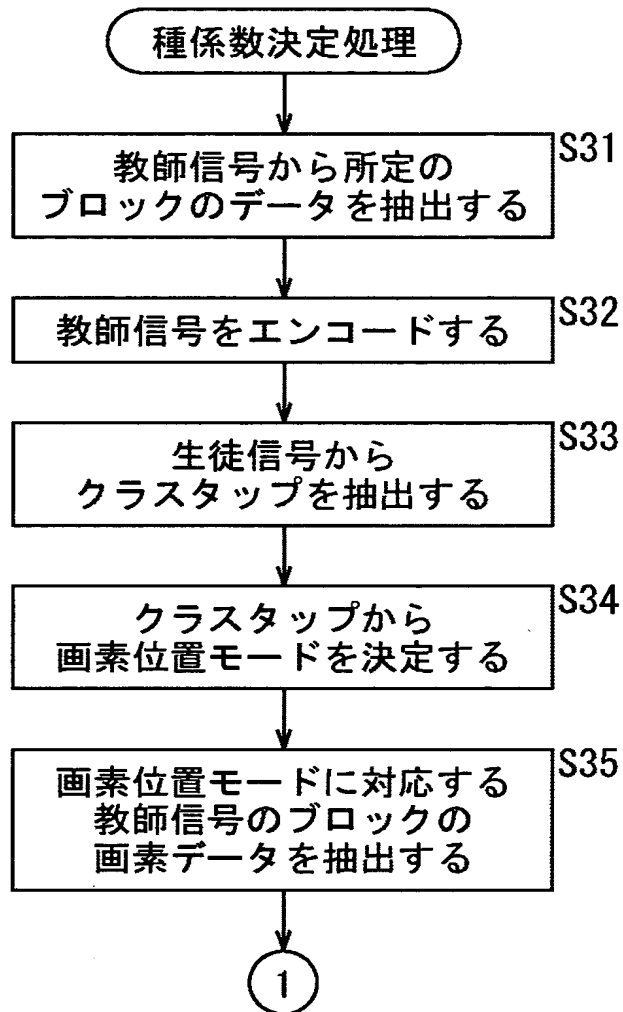 種係数決定処理
S31
教師信号から所定の
ブロックのデータを抽出する
S32
教師信号をエンコードする
S33
生徒信号から
クラスタップを抽出する
S34
クラスタップから
画素位置モードを決定する
S35
画素位置モードに対応する
教師信号のブロックの
画素データを抽出する
1